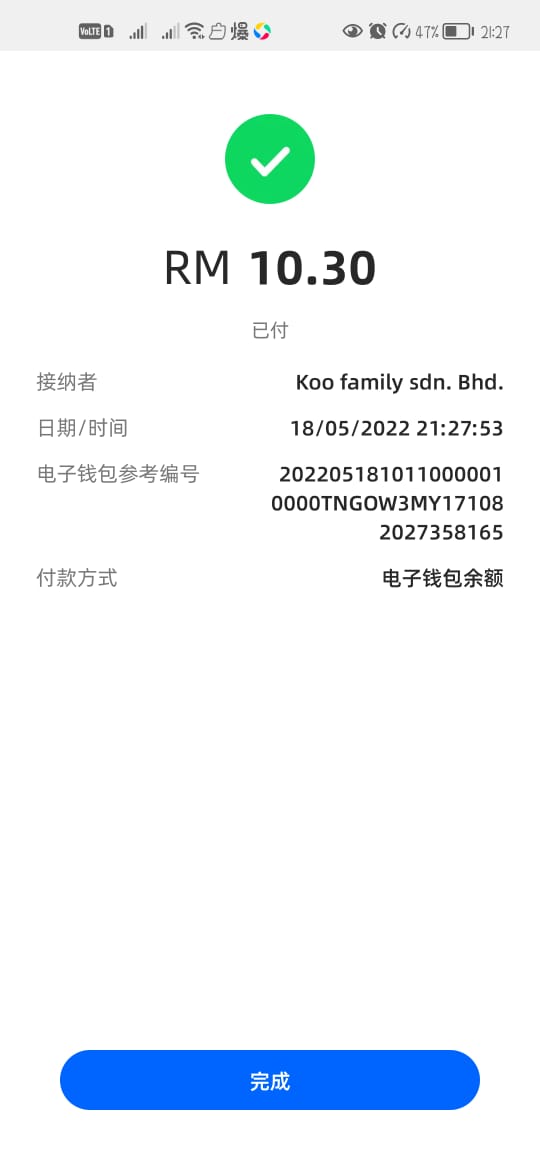 VoLTE 1 爆 47% 21:27
RM 10.30
已付
接纳者 Koo family sdn. Bhd.
日期/时间 18/05/2022 21:27:53
电子钱包参考编号 202205181011000001
0000TNGOW3MY17108
2027358165
付款方式 电子钱包余额
完成